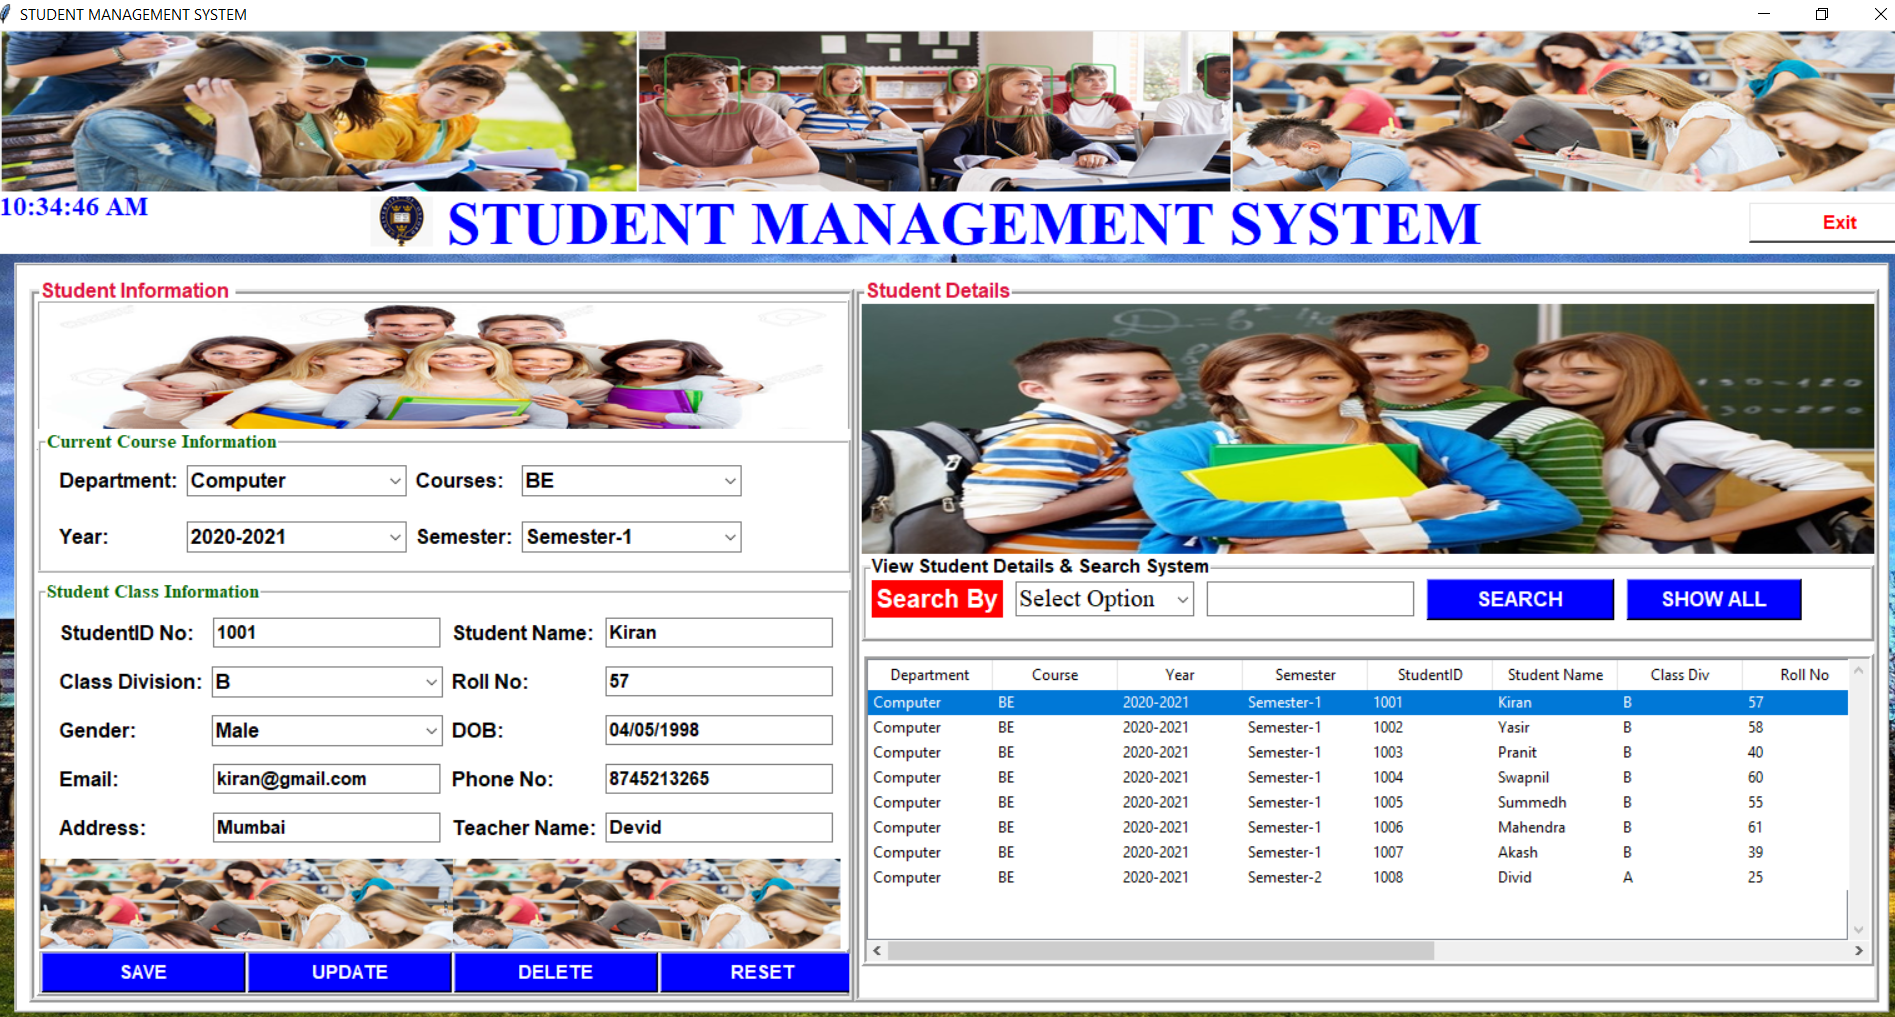 STUDENT MANAGEMENT SYSTEM
10:34:46 AM
STUDENT MANAGEMENT SYSTEM
Exit
Student Information
Current Course Information
Department: Computer Courses: BE
Year: 2020-2021 Semester: Semester-1
Student Class Information
StudentID No: 1001 Student Name: Kiran
Class Division: B Roll No: 57
Gender: Male DOB: 04/05/1998
Email: kiran@gmail.com Phone No: 8745213265
Address: Mumbai Teacher Name: Devid
SAVE UPDATE DELETE RESET
Student Details
View Student Details & Search System
Search By Select Option SEARCH SHOW ALL
Department Course Year Semester StudentID Student Name Class Div Roll No
Computer BE 2020-2021 Semester-1 1001 Kiran B 57
Computer BE 2020-2021 Semester-1 1002 Yasir B 58
Computer BE 2020-2021 Semester-1 1003 Pranit B 40
Computer BE 2020-2021 Semester-1 1004 Swapnil B 60
Computer BE 2020-2021 Semester-1 1005 Summedh B 55
Computer BE 2020-2021 Semester-1 1006 Mahendra B 61
Computer BE 2020-2021 Semester-1 1007 Akash B 39
Computer BE 2020-2021 Semester-2 1008 Divid A 25